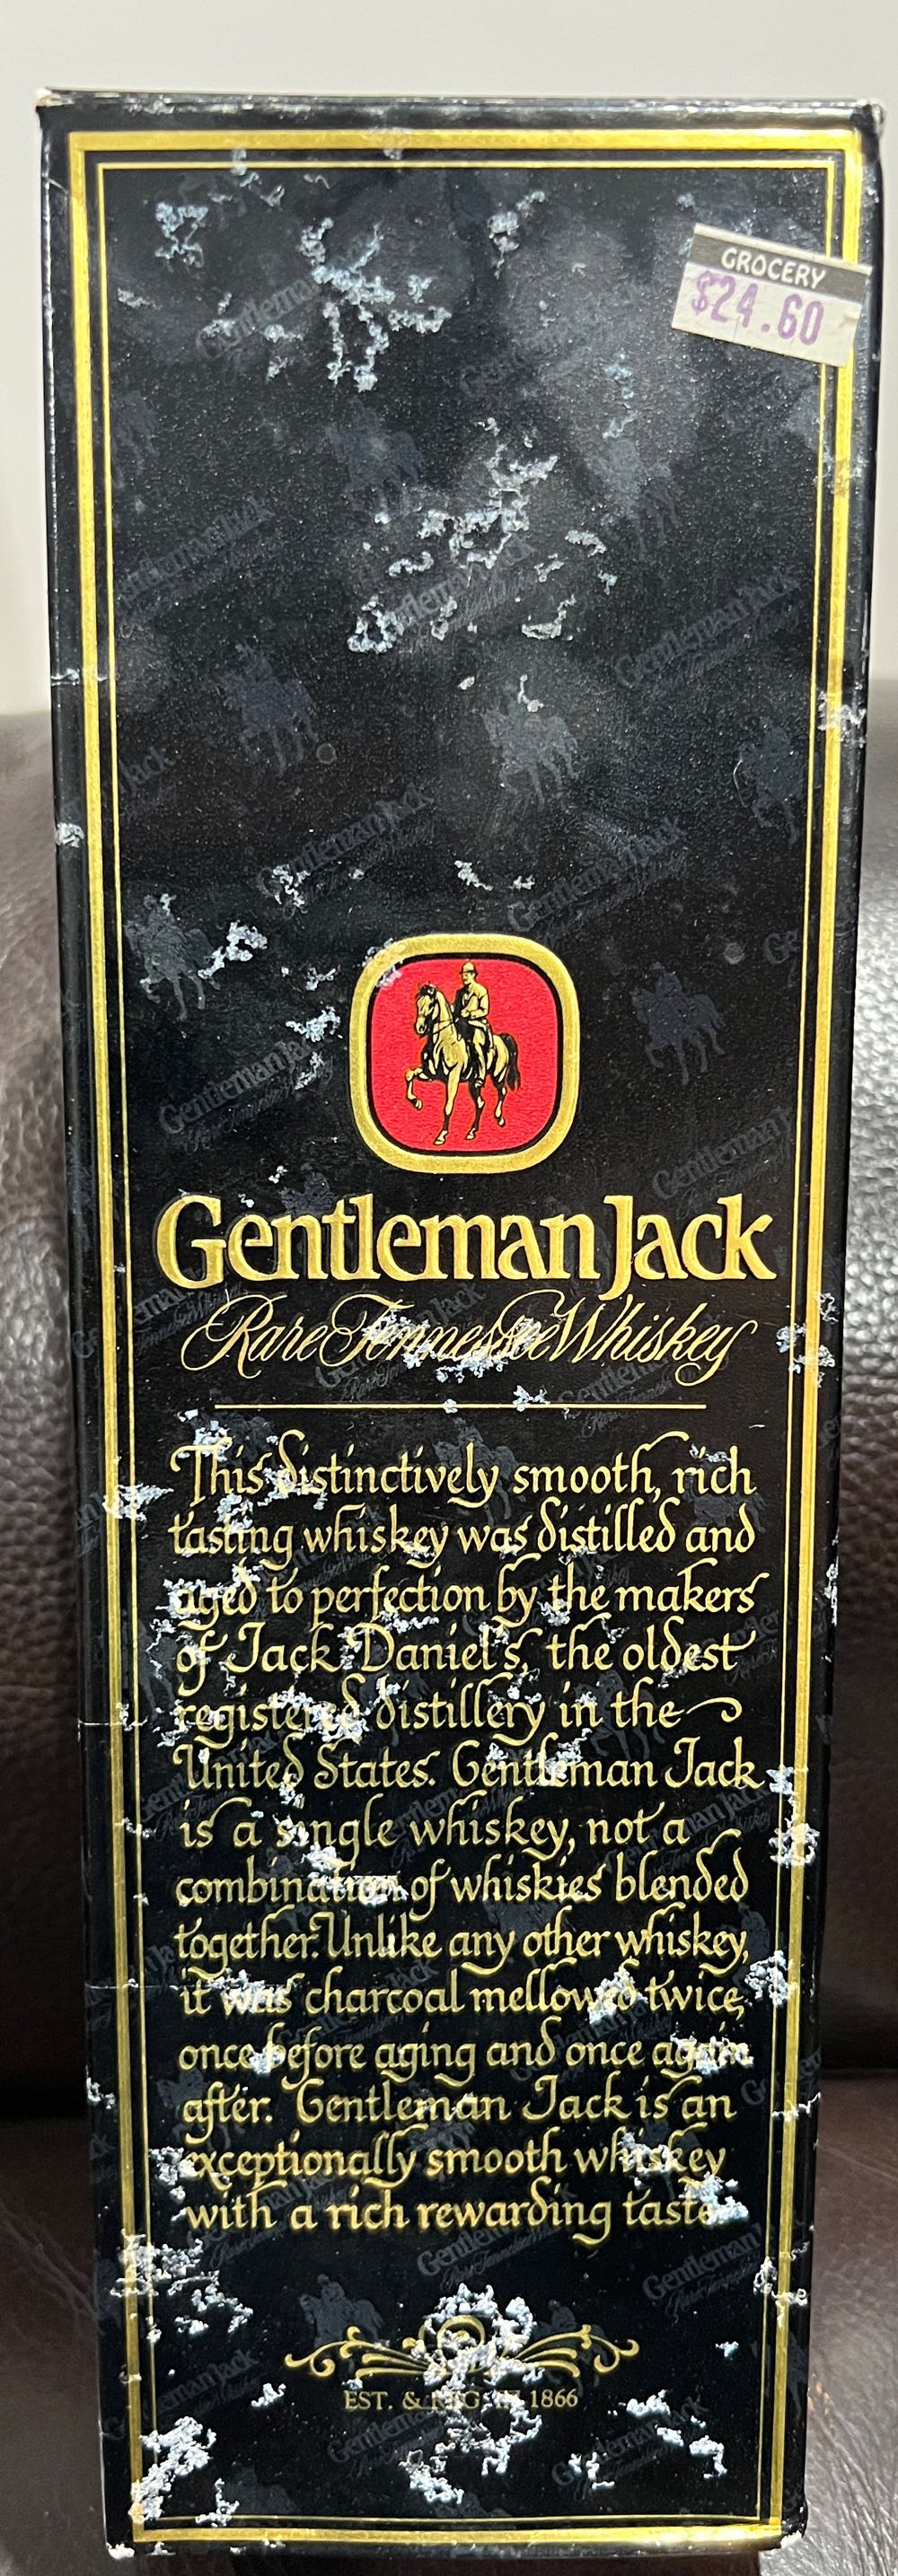 GROCERY
$24.60
Gentleman Jack
Rare Tennessee Whiskey
This distinctively smooth, rich
tasting whiskey was distilled and
aged to perfection by the makers
of Jack Daniel's, the oldest
registered distillery in the
United States. Gentleman Jack
is a single whiskey, not a
combination of whiskies blended
together. Unlike any other whiskey,
it was charcoal mellowed twice,
once before aging and once again
after. Gentleman Jack is an
exceptionally smooth whiskey
with a rich rewarding taste.
EST. & REG. IN 1866